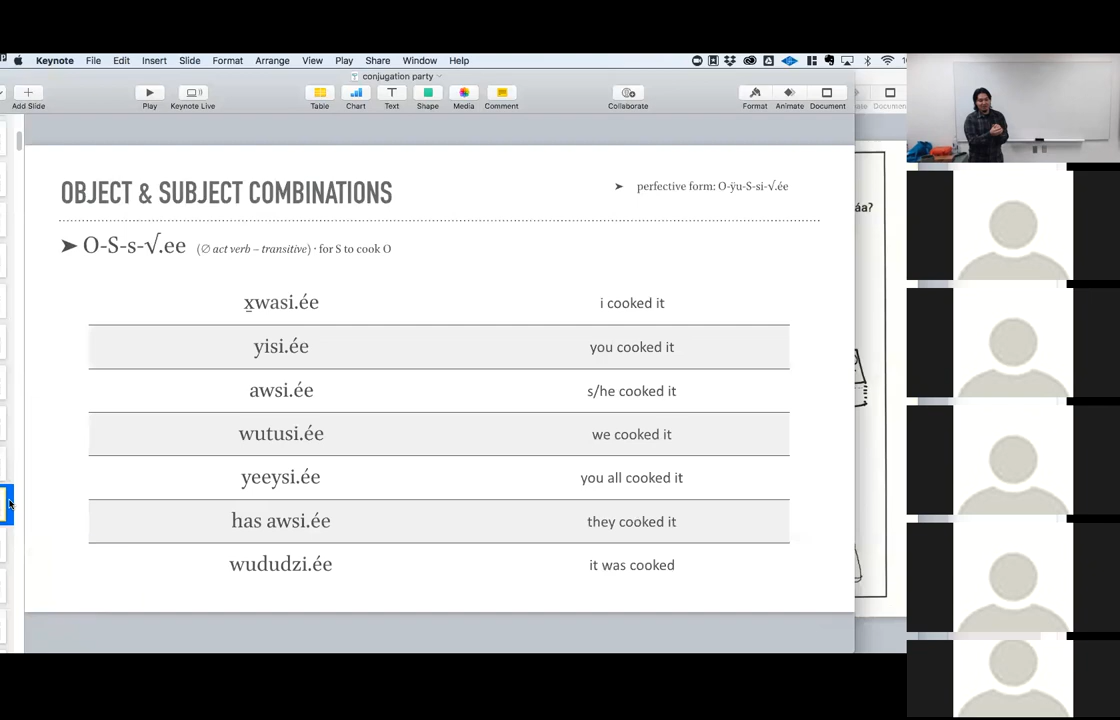 Keynote File Edit Insert Slide Format Arrange View Play Share Window Help
conjugation party
Add Slide Play Keynote Live Table Chart Text Shape Media Comment Collaborate Format Animate Document
OBJECT & SUBJECT COMBINATIONS
➤ perfective form: O-ÿu-S-si-√.ée
➤ O-S-s-√.ee (∅ act verb – transitive) · for S to cook O
x̲wasi.ée i cooked it
yisi.ée you cooked it
awsi.ée s/he cooked it
wutusi.ée we cooked it
yeeysi.ée you all cooked it
has awsi.ée they cooked it
wududzi.ée it was cooked
áa?